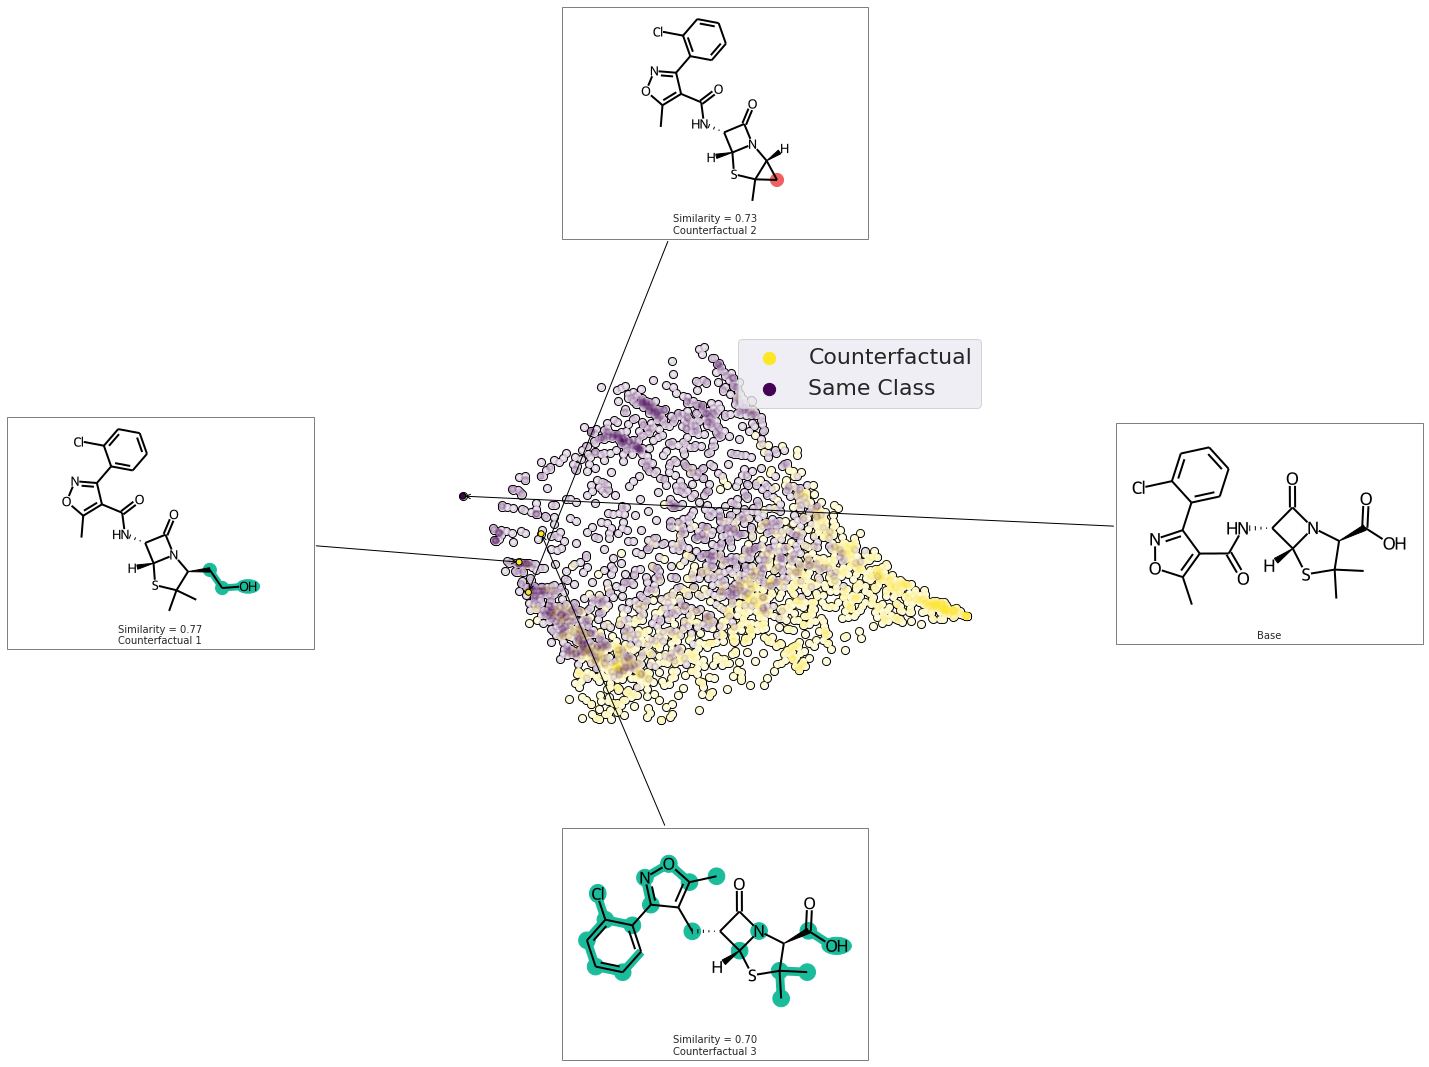 Cl
N
O
O
HN
O
N
H
H
S
Similarity = 0.73
Counterfactual 2
Counterfactual
Same Class
Cl
N
O
O
HN
O
N
H
S
OH
Similarity = 0.77
Counterfactual 1
Cl
N
O
O
HN
O
N
H
S
O
OH
Base
Cl
N
O
O
N
H
S
O
OH
Similarity = 0.70
Counterfactual 3